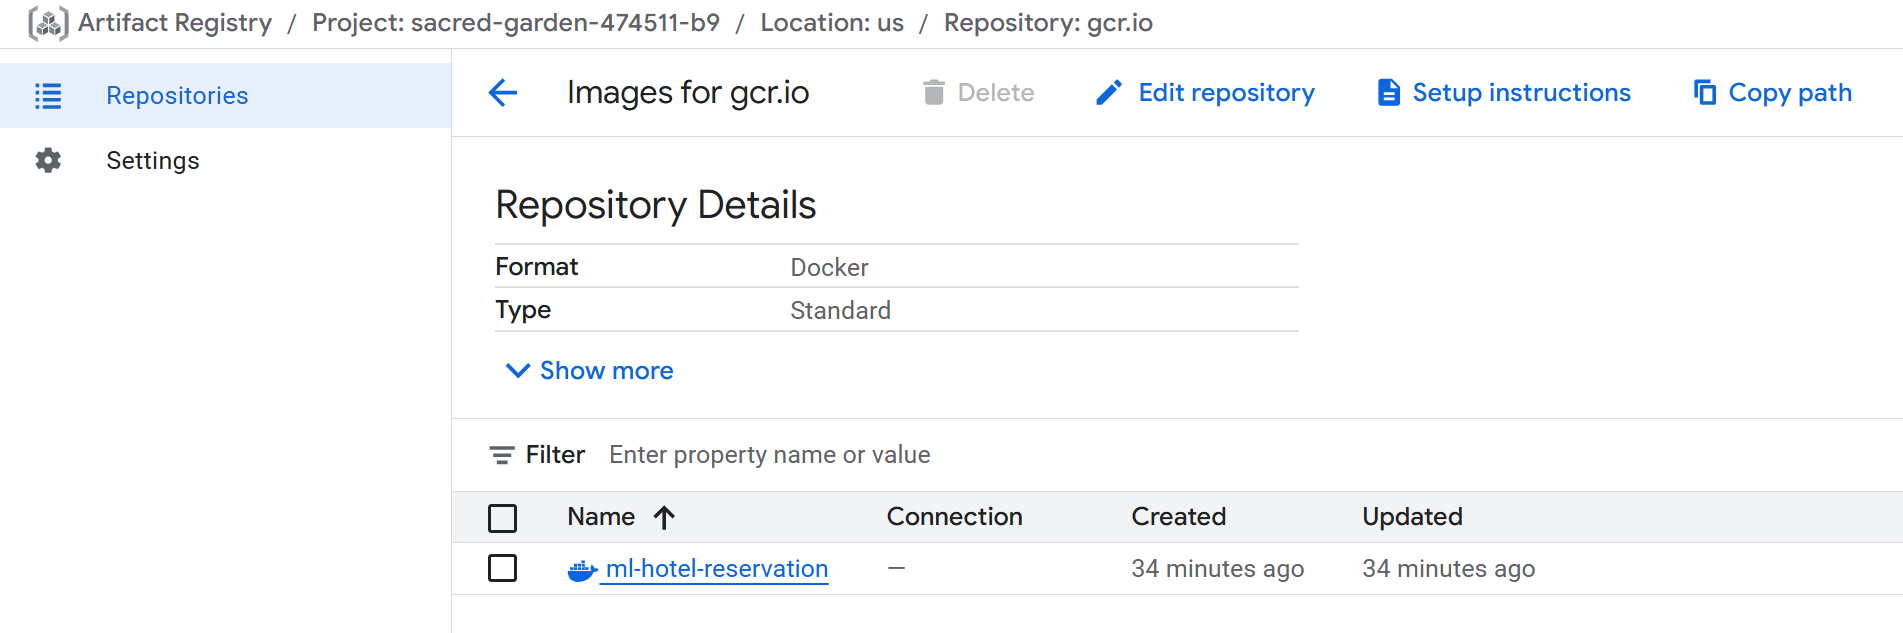 Artifact Registry / Project: sacred-garden-474511-b9 / Location: us / Repository: gcr.io
Repositories
Settings
Images for gcr.io Delete Edit repository Setup instructions Copy path
Repository Details
Format Docker
Type Standard
Show more
Filter Enter property name or value
Name Connection Created Updated
ml-hotel-reservation — 34 minutes ago 34 minutes ago